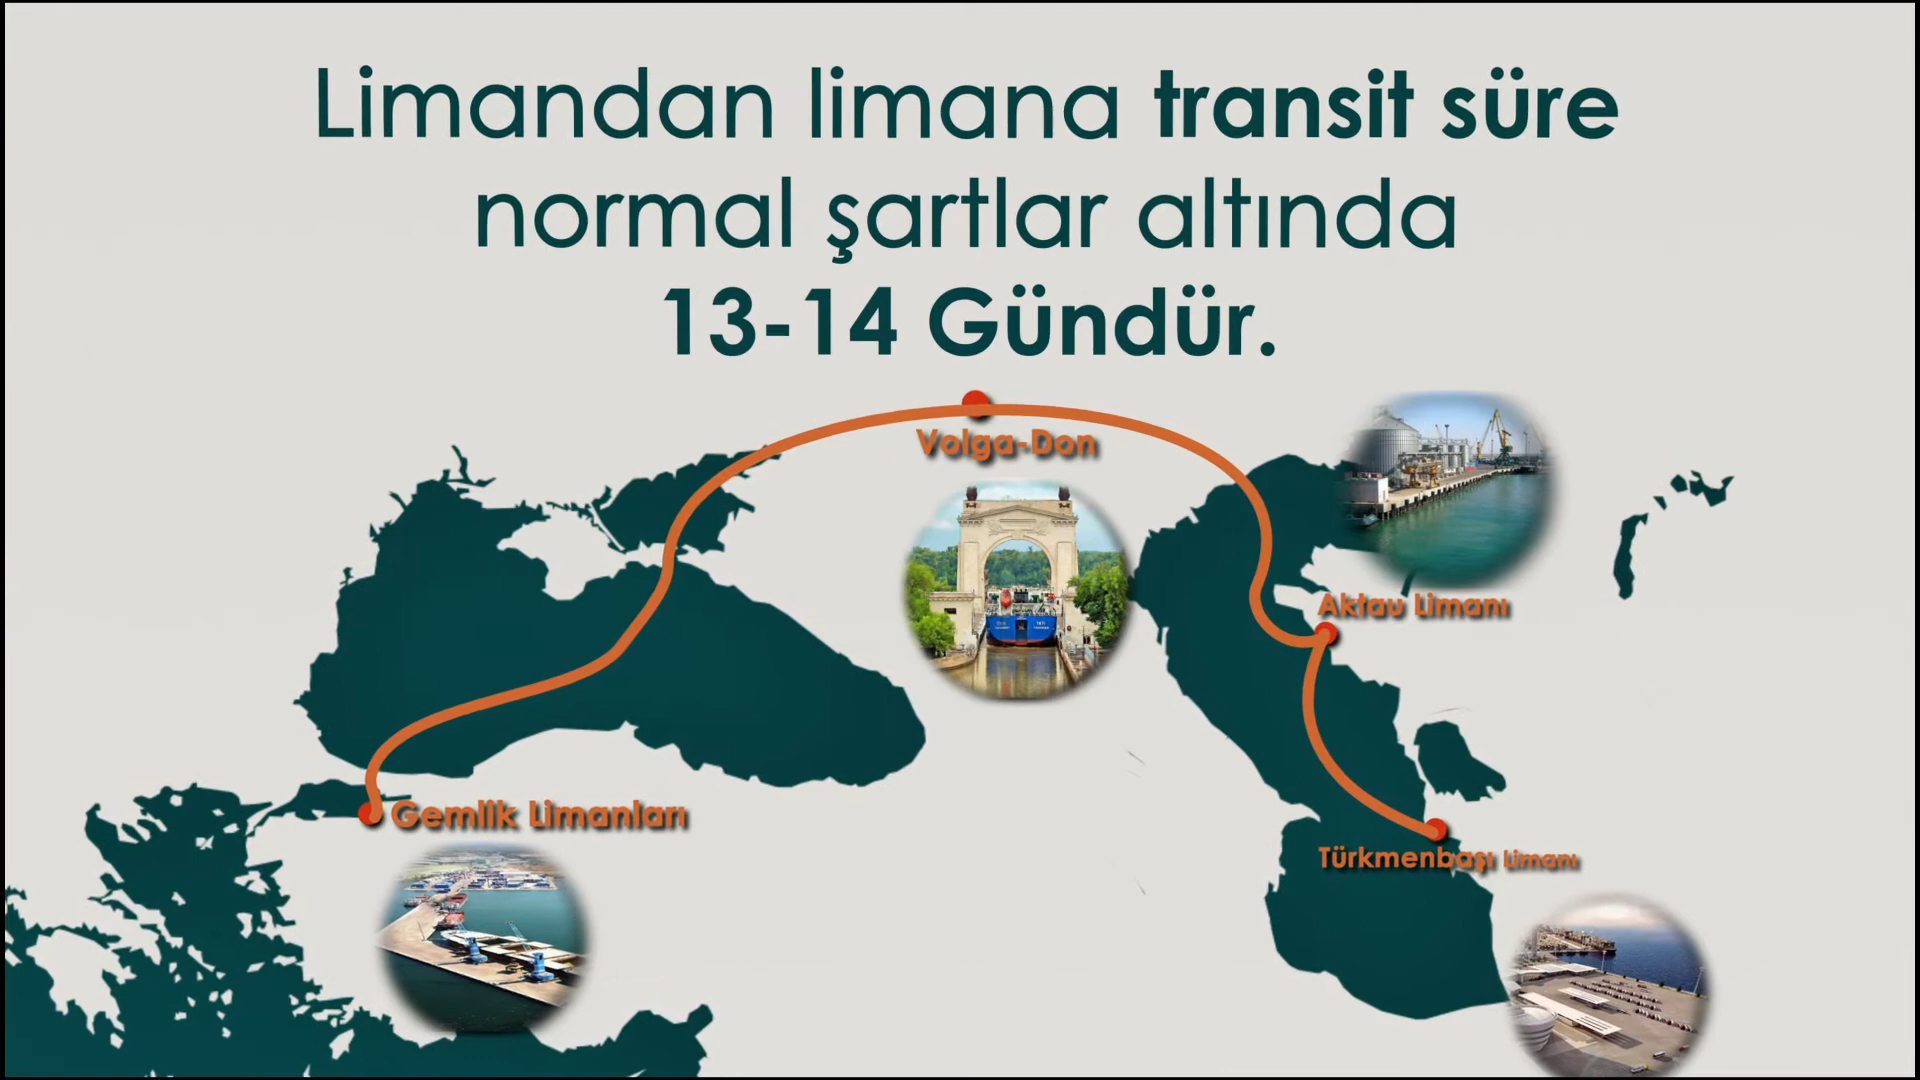 Limandan limana transit süre
normal şartlar altında
13-14 Gündür.
Volga-Don
Aktau Limanı
Gemlik Limanları
Türkmenbaşı Limanı